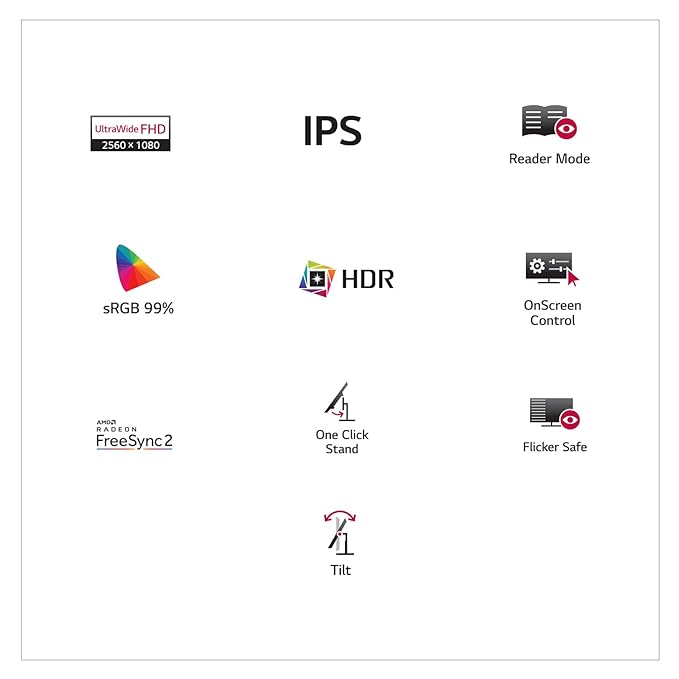 UltraWide FHD
2560 x 1080
IPS
Reader Mode
sRGB 99%
HDR
OnScreen
Control
AMD
RADEON
FreeSync 2
One Click
Stand
Flicker Safe
Tilt